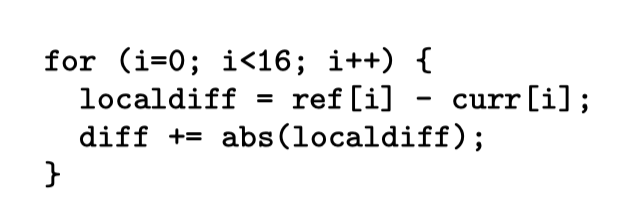 for (i=0; i<16; i++) {
  localdiff = ref[i] - curr[i];
  diff += abs(localdiff);
}